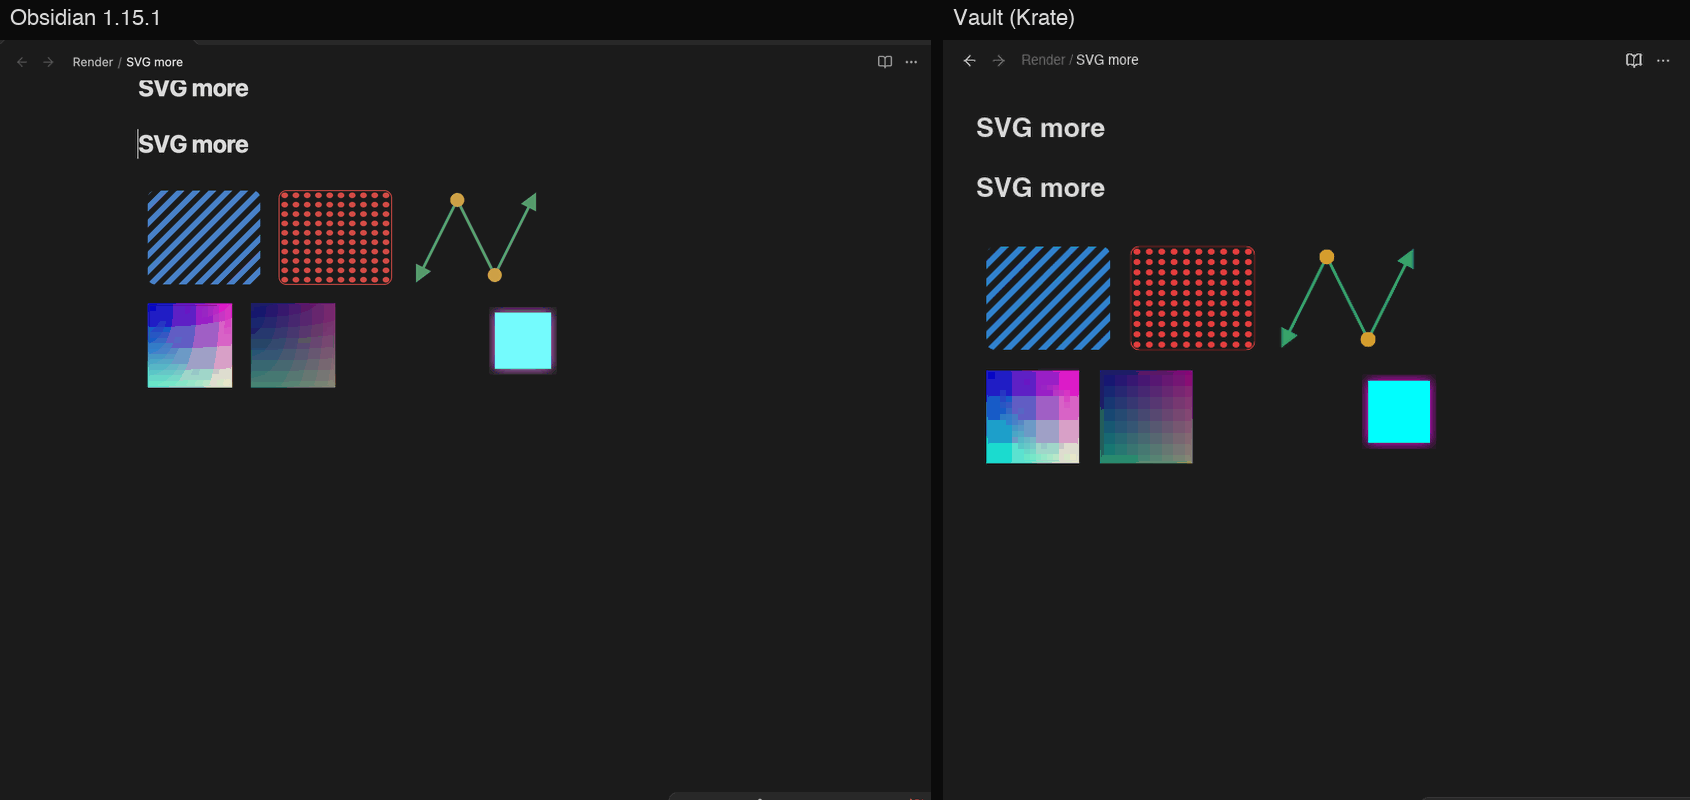 Obsidian 1.15.1
Render / SVG more
SVG more
SVG more
Vault (Krate)
Render / SVG more
SVG more
SVG more